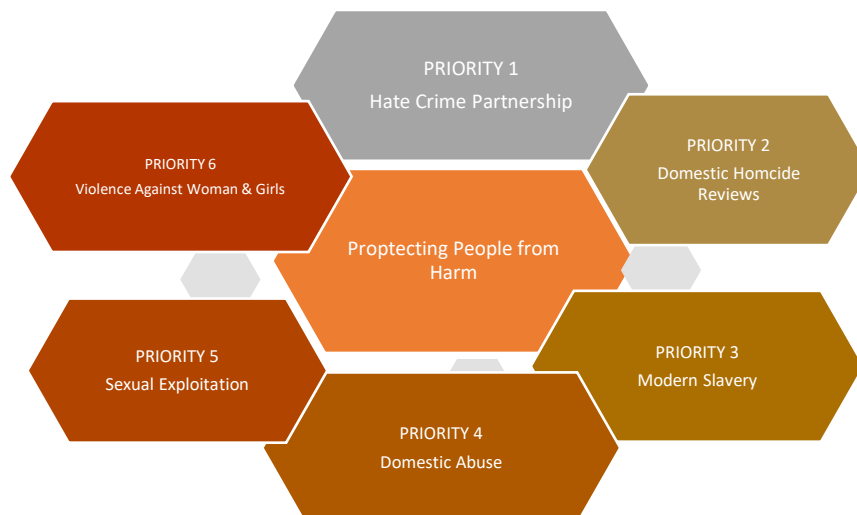 PRIORITY 1
Hate Crime Partnership
PRIORITY 2
Domestic Homcide
Reviews
PRIORITY 6
Violence Against Woman & Girls
Proptecting People from
Harm
PRIORITY 3
Modern Slavery
PRIORITY 5
Sexual Exploitation
PRIORITY 4
Domestic Abuse